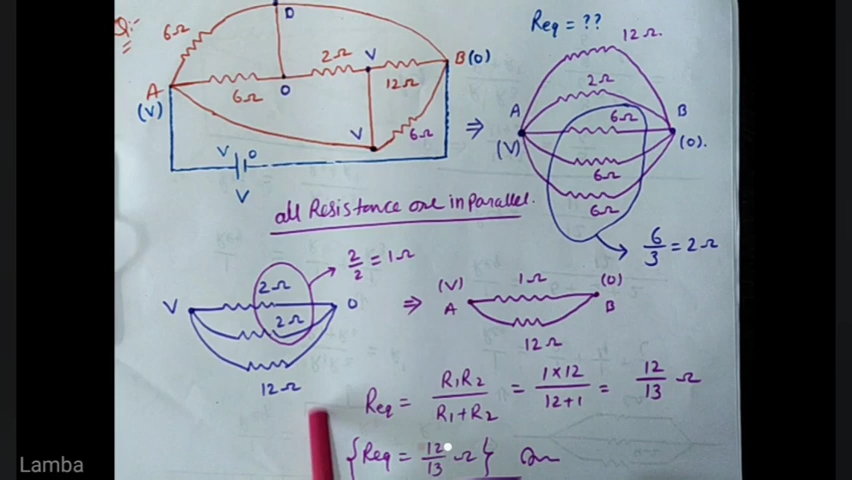 Q:-
6Ω
D
Req = ??
12Ω.
2Ω
V
B(0)
2Ω
A
6Ω
0
12Ω
A
B
(V)
⇒
6Ω
V
6Ω
(V)
(0).
V
0
6Ω
V
6Ω
all Resistance are in parallel.
6/3 = 2Ω
2/2 = 1Ω
2Ω
(V)
1Ω
(0)
V
0
⇒
A
B
2Ω
12Ω
12Ω
Req = R1R2/R1+R2 = 1×12/12+1 = 12/13 Ω
{Req = 12/13 Ω}
Lamba